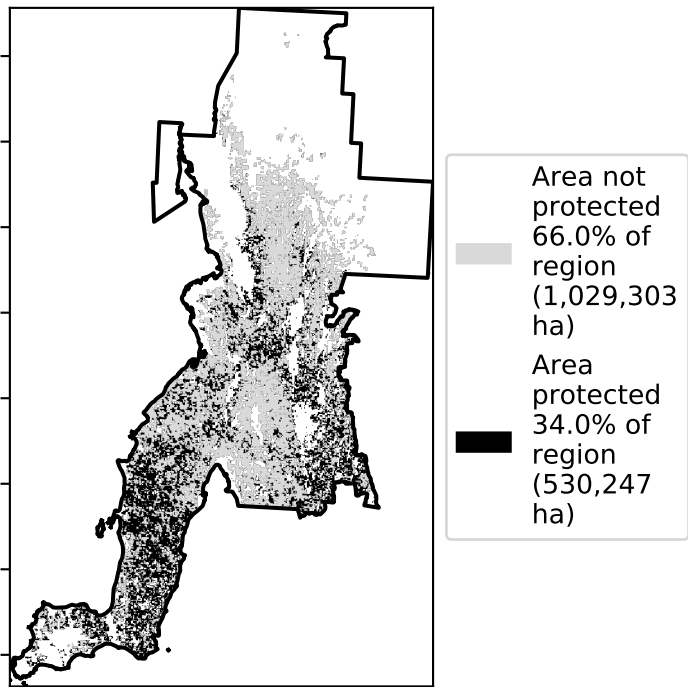 Area not
protected
66.0% of
region
(1,029,303
ha)
Area
protected
34.0% of
region
(530,247
ha)